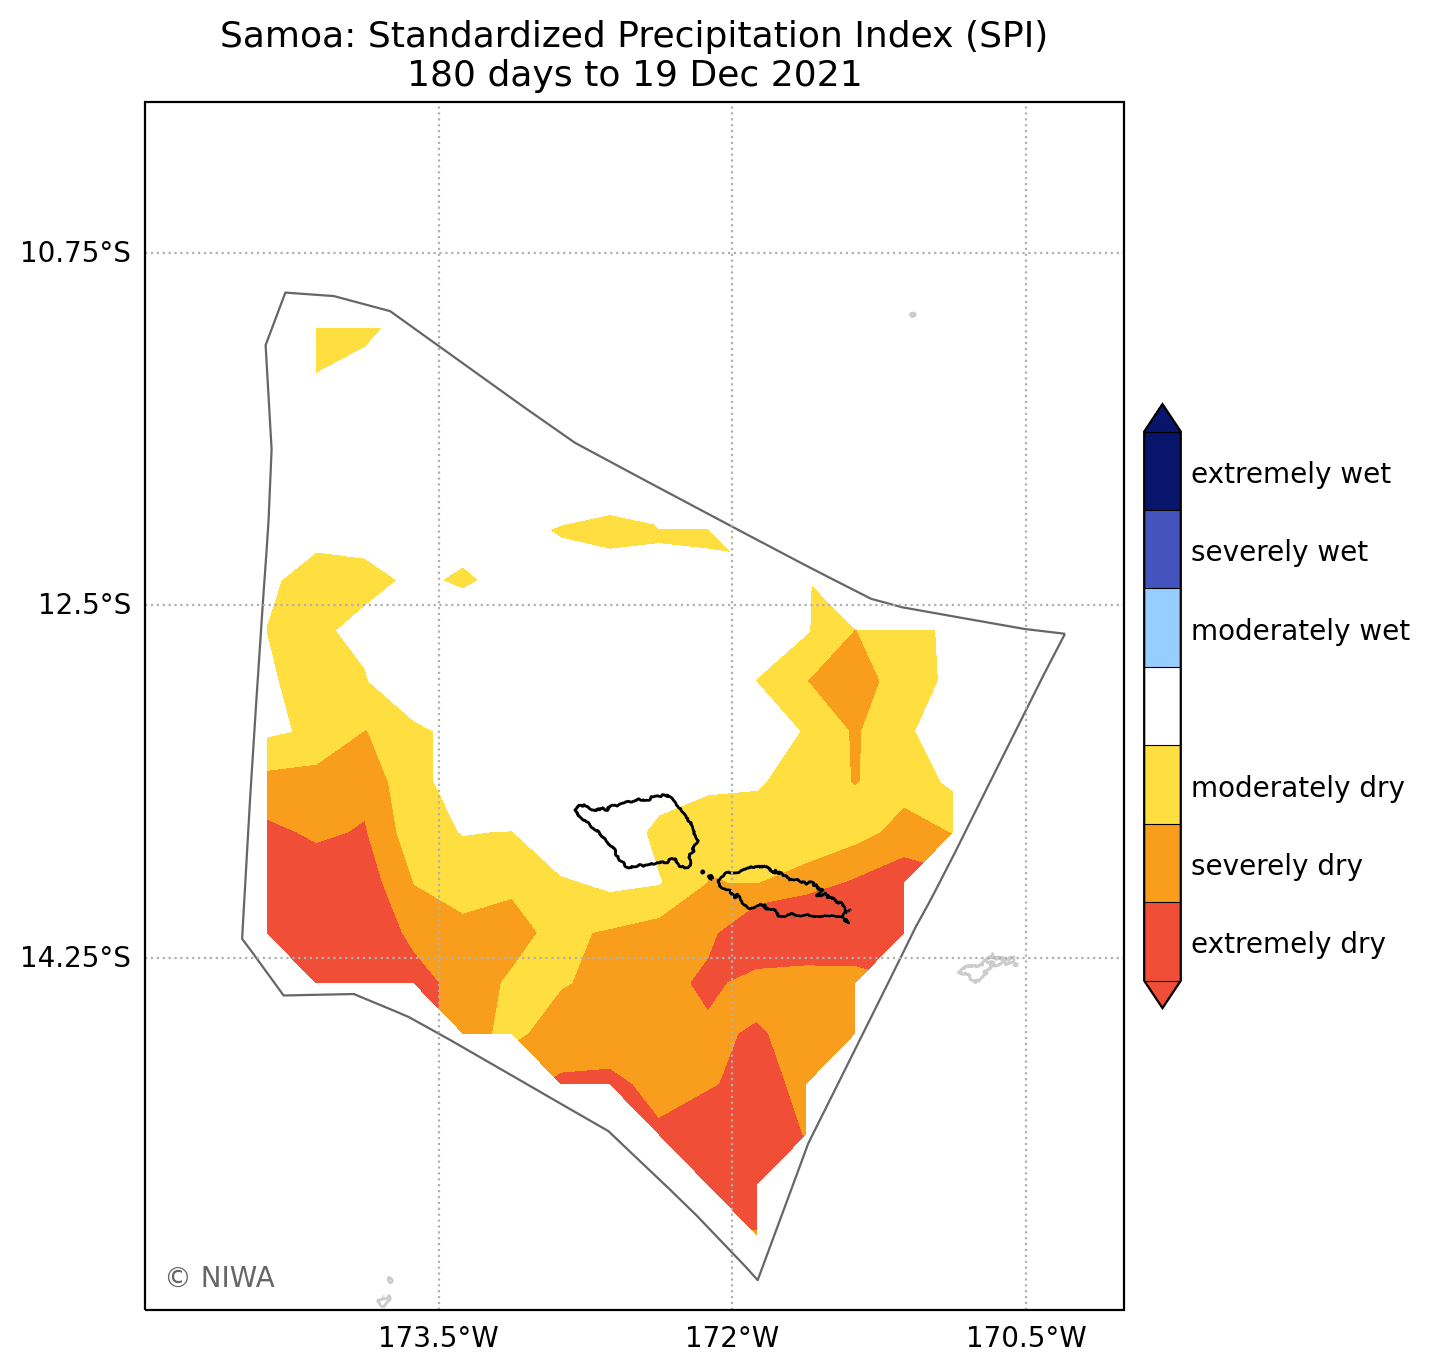 Samoa: Standardized Precipitation Index (SPI)
180 days to 19 Dec 2021
10.75°S
12.5°S
14.25°S
173.5°W
172°W
170.5°W
extremely wet
severely wet
moderately wet
moderately dry
severely dry
extremely dry
© NIWA